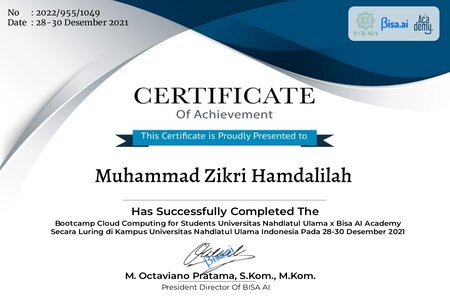 No : 2022/955/1049
Date : 28-30 Desember 2021
UNUSIA
Bisa.ai
Academy.
CERTIFICATE
Of Achievement
This Certificate is Proudly Presented to
Muhammad Zikri Hamdalilah
Has Successfully Completed The
Bootcamp Cloud Computing for Students Universitas Nahdlatul Ulama x Bisa AI Academy
Secara Luring di Kampus Universitas Nahdlatul Ulama Indonesia Pada 28-30 Desember 2021
Bisa.ai
M. Octaviano Pratama, S.Kom., M.Kom.
President Director Of BISA AI